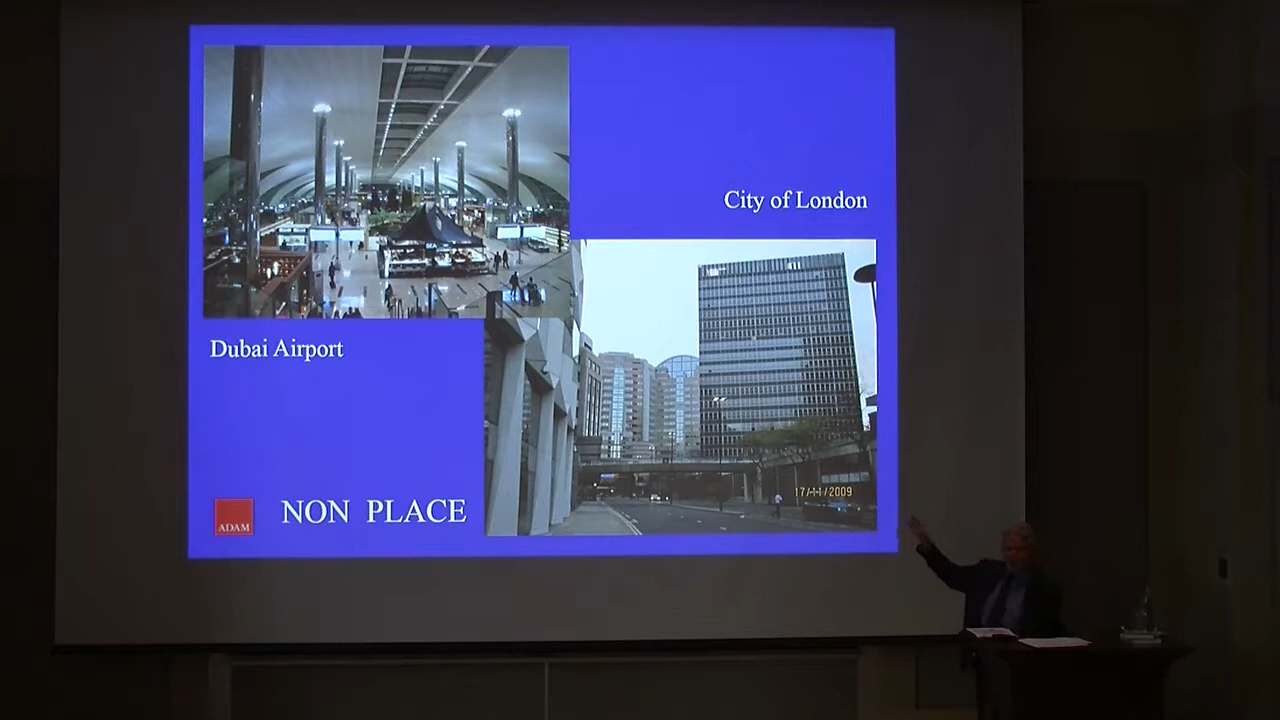 City of London
Dubai Airport
17/11/2009
ADAM
NON PLACE